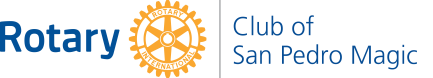 Rotary
ROTARY
INTERNATIONAL
Club of
San Pedro Magic